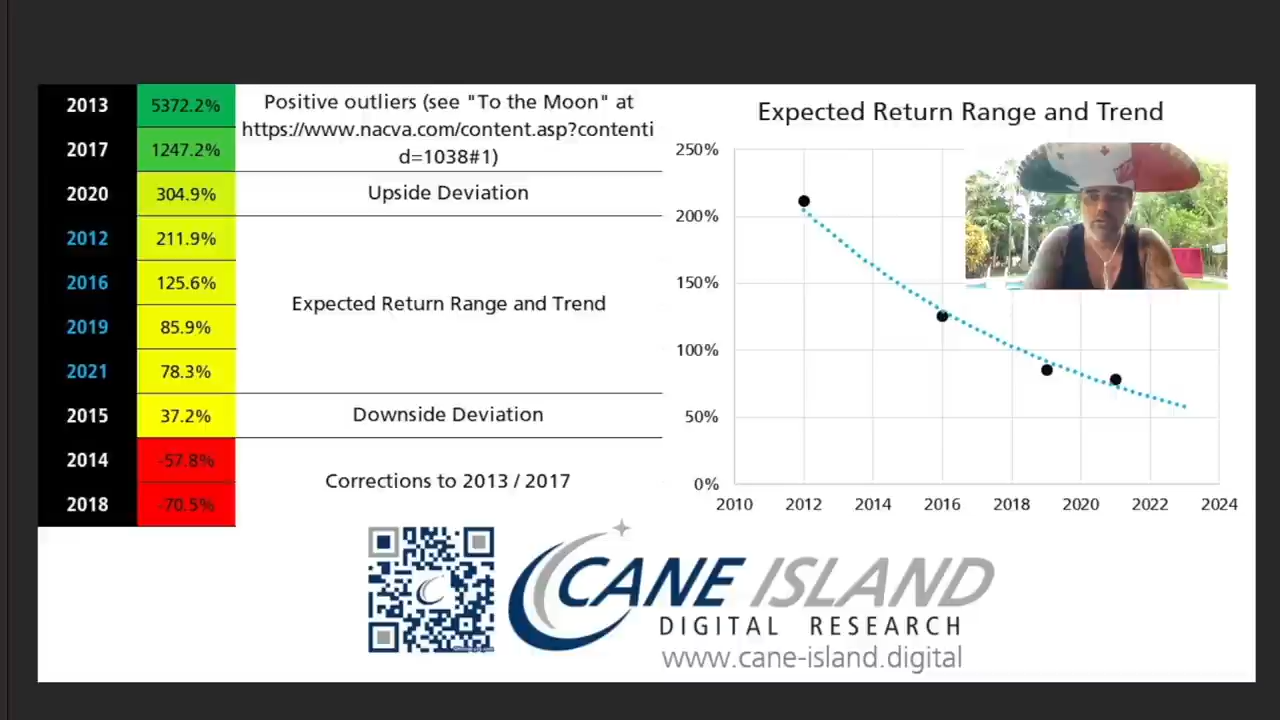 2013 5372.2% Positive outliers (see "To the Moon" at
https://www.nacva.com/content.asp?contenti
2017 1247.2% d=1038#1)
2020 304.9% Upside Deviation
2012 211.9%
2016 125.6%
Expected Return Range and Trend
2019 85.9%
2021 78.3%
2015 37.2% Downside Deviation
2014 -57.8%
Corrections to 2013 / 2017
2018 -70.5%
Expected Return Range and Trend
250%
200%
150%
100%
50%
0%
2010 2012 2014 2016 2018 2020 2022 2024
CANE ISLAND
DIGITAL RESEARCH
www.cane-island.digital